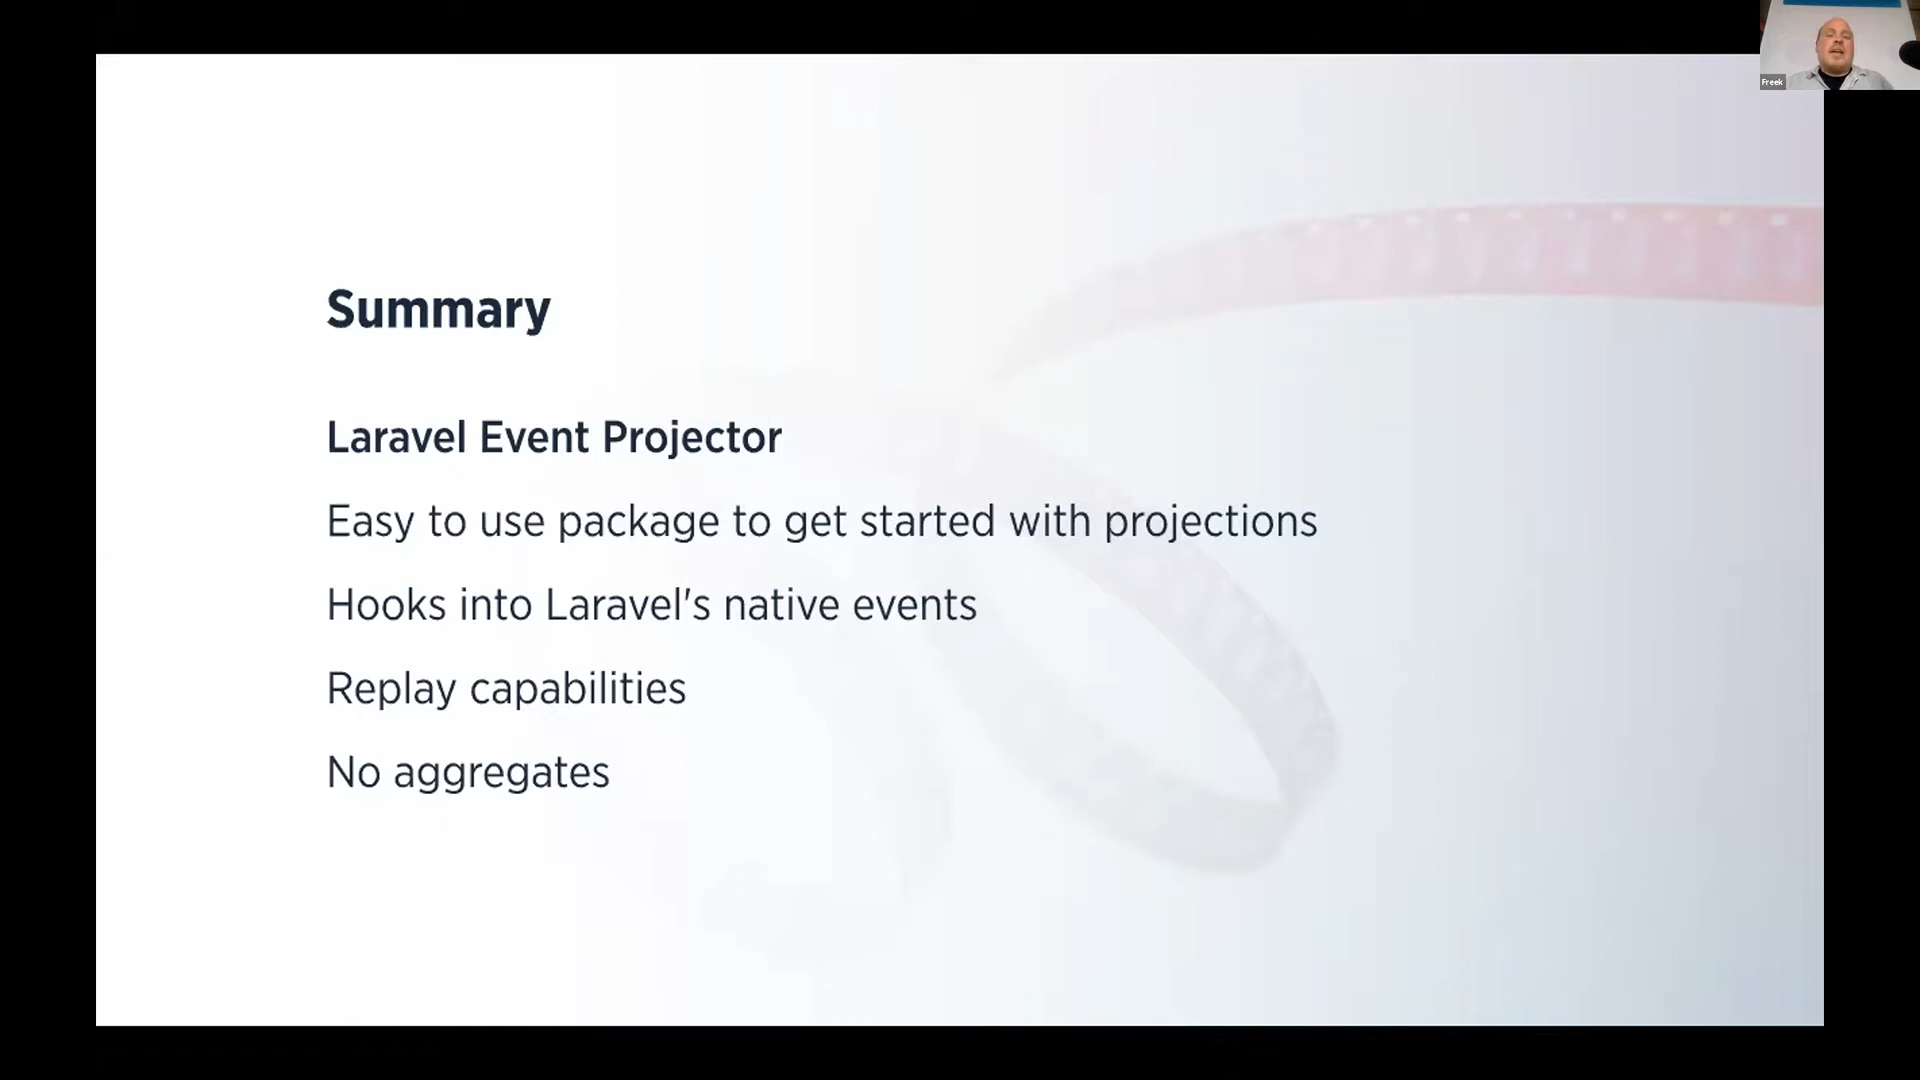 Freek
Summary
Laravel Event Projector
Easy to use package to get started with projections
Hooks into Laravel's native events
Replay capabilities
No aggregates